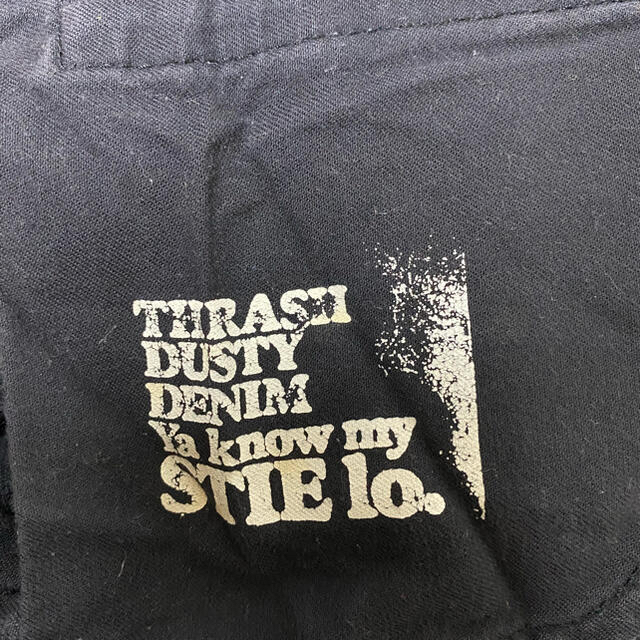 THRASH
DUSTY
DENIM
Ya know my
STIE lo.